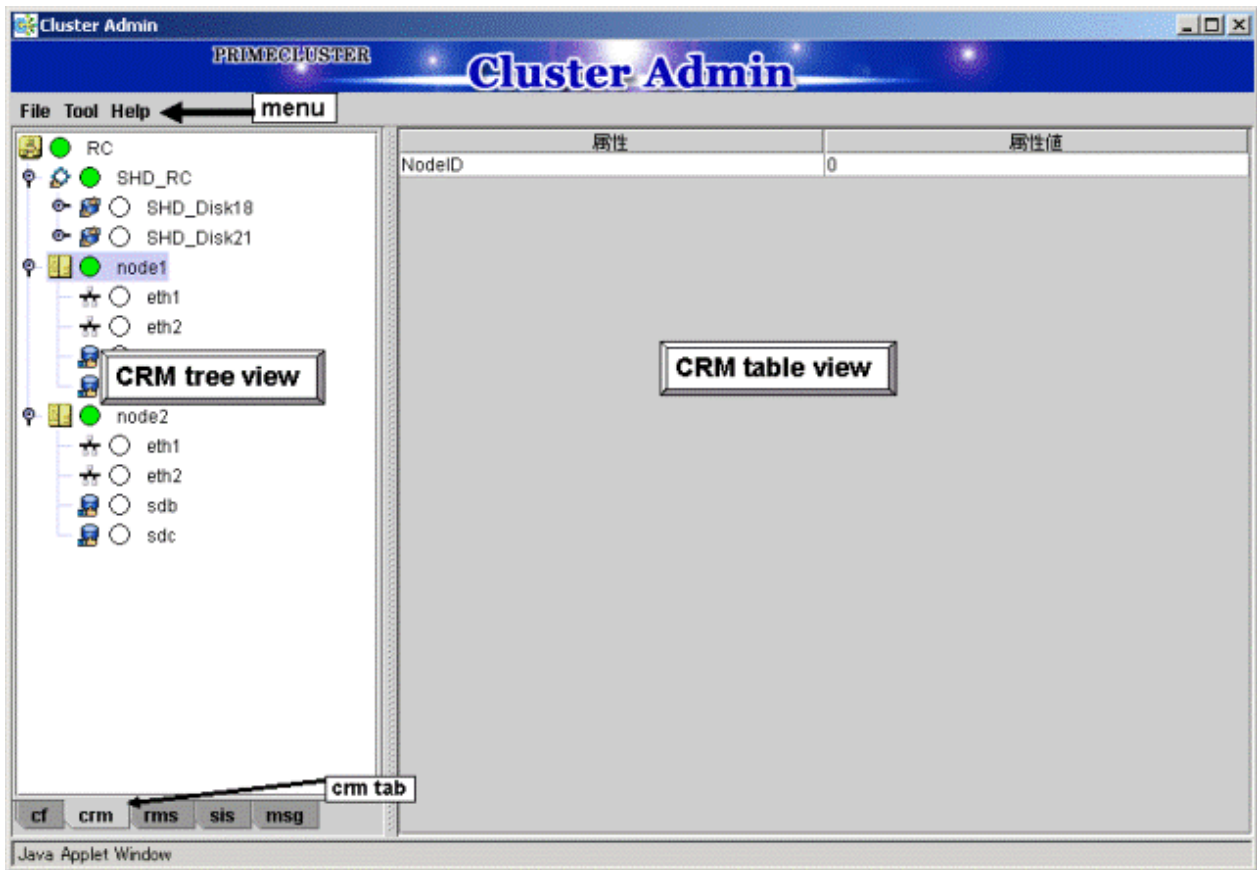 Cluster Admin
PRIMECLUSTER
Cluster Admin
File Tool Help
menu
RC
SHD_RC
SHD_Disk18
SHD_Disk21
node1
eth1
eth2
CRM tree view
node2
eth1
eth2
sdb
sdc
属性 属性値
NodeID 0
CRM table view
crm tab
cf crm rms sis msg
Java Applet Window